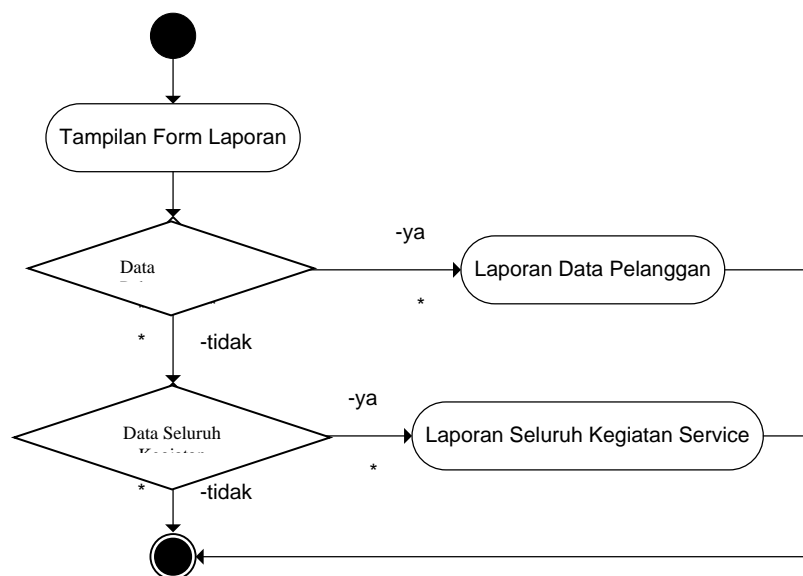 Tampilan Form Laporan
-ya
Data
Laporan Data Pelanggan
*
*
-tidak
-ya
Data Seluruh
Laporan Seluruh Kegiatan Service
*
*
-tidak